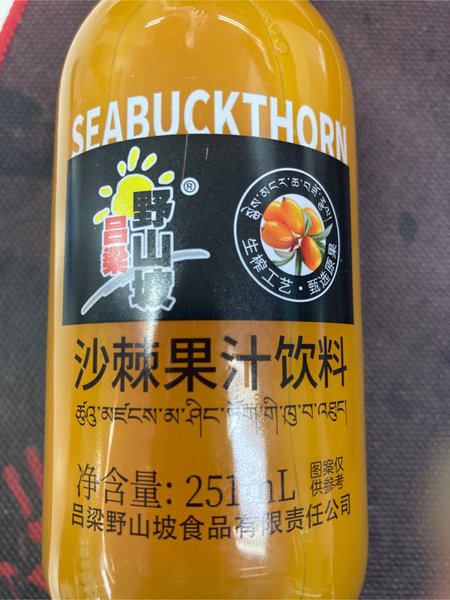 SEABUCKTHORN
野山坡
®
吕梁
生榨工艺·甄选原果
沙棘果汁饮料
净含量: 251mL
图案仅
供参考
吕梁野山坡食品有限责任公司